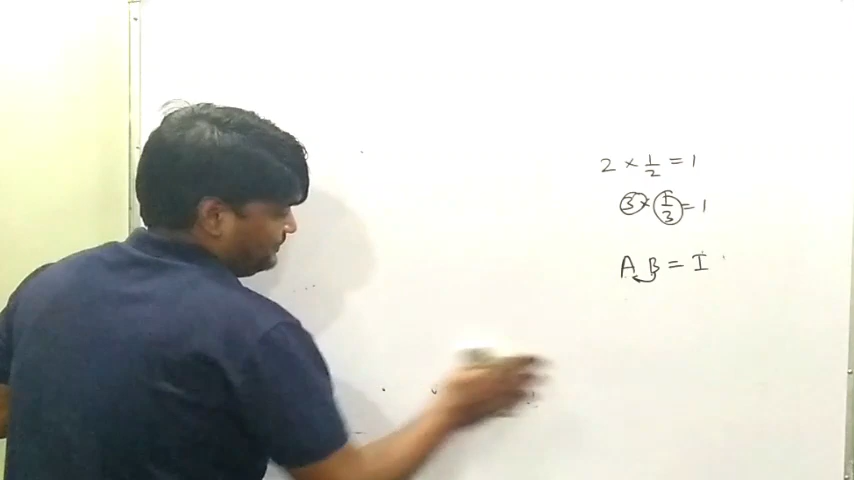 2 × 1/2 = 1
3 × 1/3 = 1
A B = I